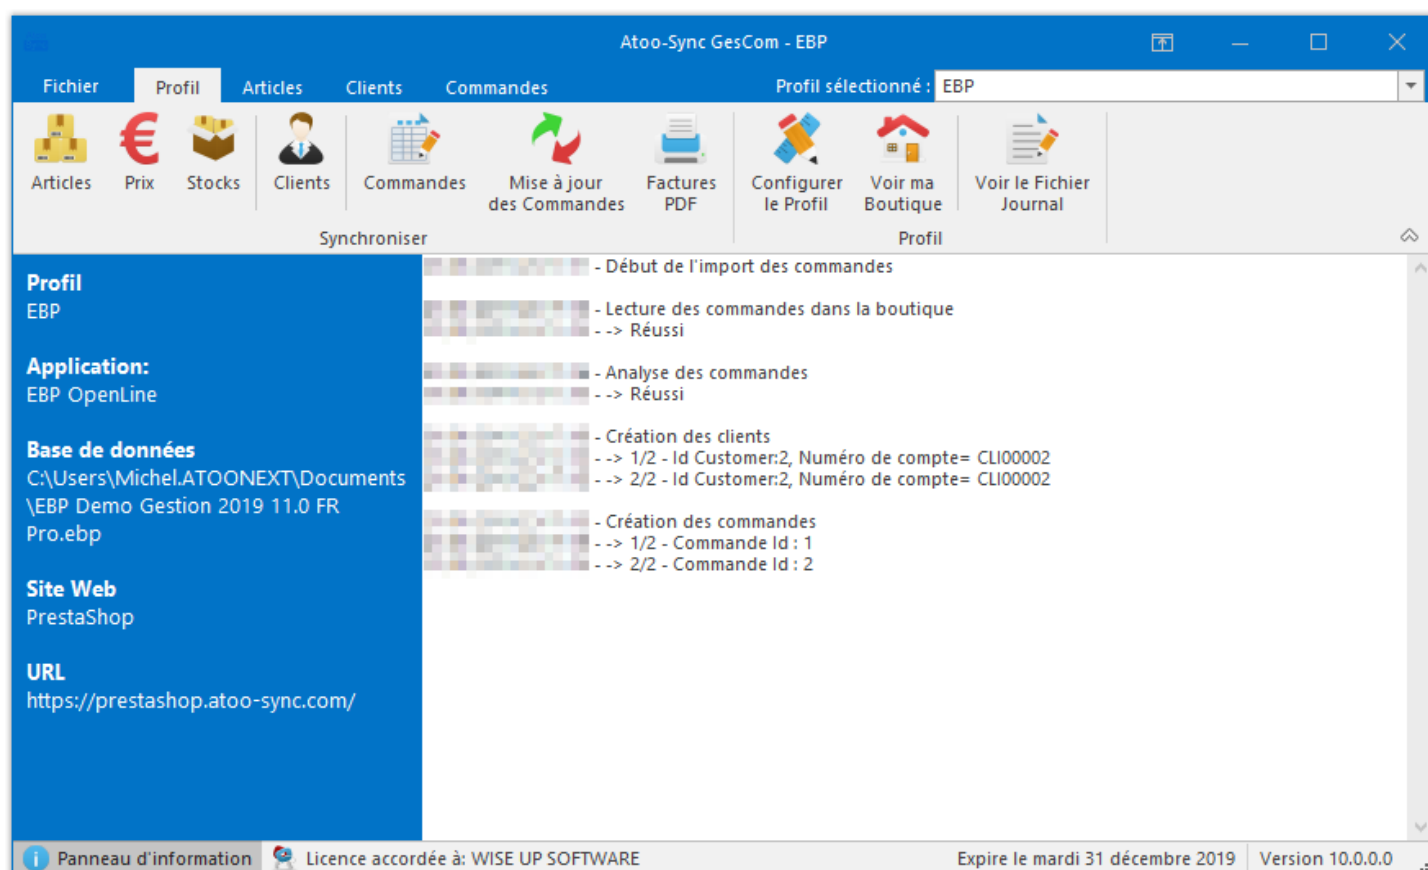 Atoo-Sync GesCom - EBP
Fichier Profil Articles Clients Commandes Profil sélectionné : EBP
Articles Prix Stocks Clients Commandes Mise à jour des Commandes Factures PDF Configurer le Profil Voir ma Boutique Voir le Fichier Journal
Synchroniser Profil
Profil
EBP
Application:
EBP OpenLine
Base de données
C:\Users\Michel.ATOONEXT\Documents
\EBP Demo Gestion 2019 11.0 FR
Pro.ebp
Site Web
PrestaShop
URL
https://prestashop.atoo-sync.com/
- Début de l'import des commandes
- Lecture des commandes dans la boutique
- --> Réussi
- Analyse des commandes
- --> Réussi
- Création des clients
- --> 1/2 - Id Customer:2, Numéro de compte= CLI00002
- --> 2/2 - Id Customer:2, Numéro de compte= CLI00002
- Création des commandes
- --> 1/2 - Commande Id : 1
- --> 2/2 - Commande Id : 2
Panneau d'information Licence accordée à: WISE UP SOFTWARE Expire le mardi 31 décembre 2019 Version 10.0.0.0